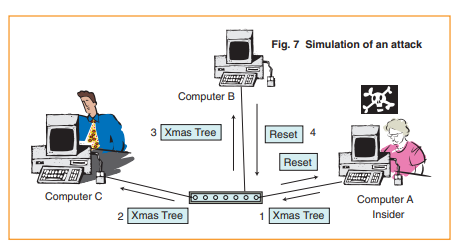 Fig. 7 Simulation of an attack
Computer B
3 Xmas Tree
Reset 4
Reset
Computer C
2 Xmas Tree
1 Xmas Tree
Computer A
Insider